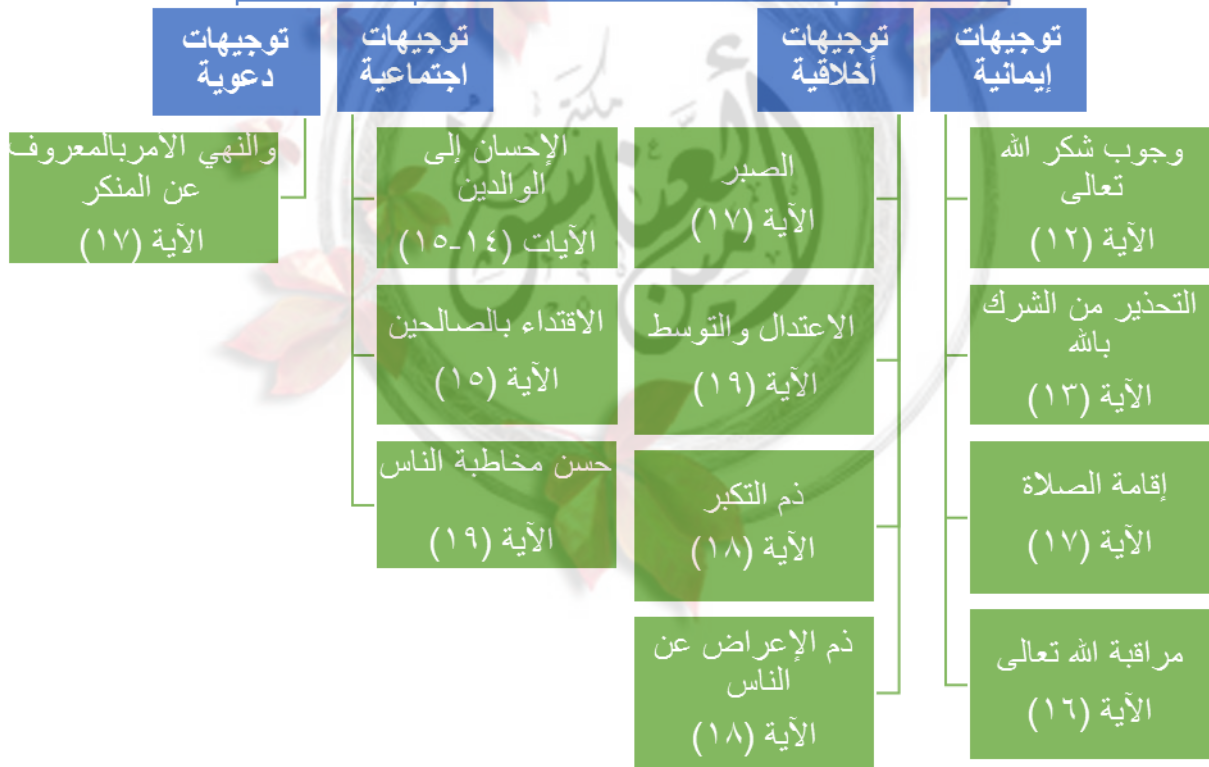 توجيهات
إيمانية
وجوب شكر الله
تعالى
الآية (١٢)
التحذير من الشرك
بالله
الآية (١٣)
إقامة الصلاة
الآية (١٧)
مراقبة الله تعالى
الآية (١٦)
توجيهات
أخلاقية
الصبر
الآية (١٧)
الاعتدال والتوسط
الآية (١٩)
ذم التكبر
الآية (١٨)
ذم الإعراض عن
الناس
الآية (١٨)
توجيهات
اجتماعية
الإحسان إلى
الوالدين
الآيات (١٤-١٥)
الاقتداء بالصالحين
الآية (١٥)
حسن مخاطبة الناس
الآية (١٩)
توجيهات
دعوية
والنهي الأمربالمعروف
عن المنكر
الآية (١٧)
مكتبة